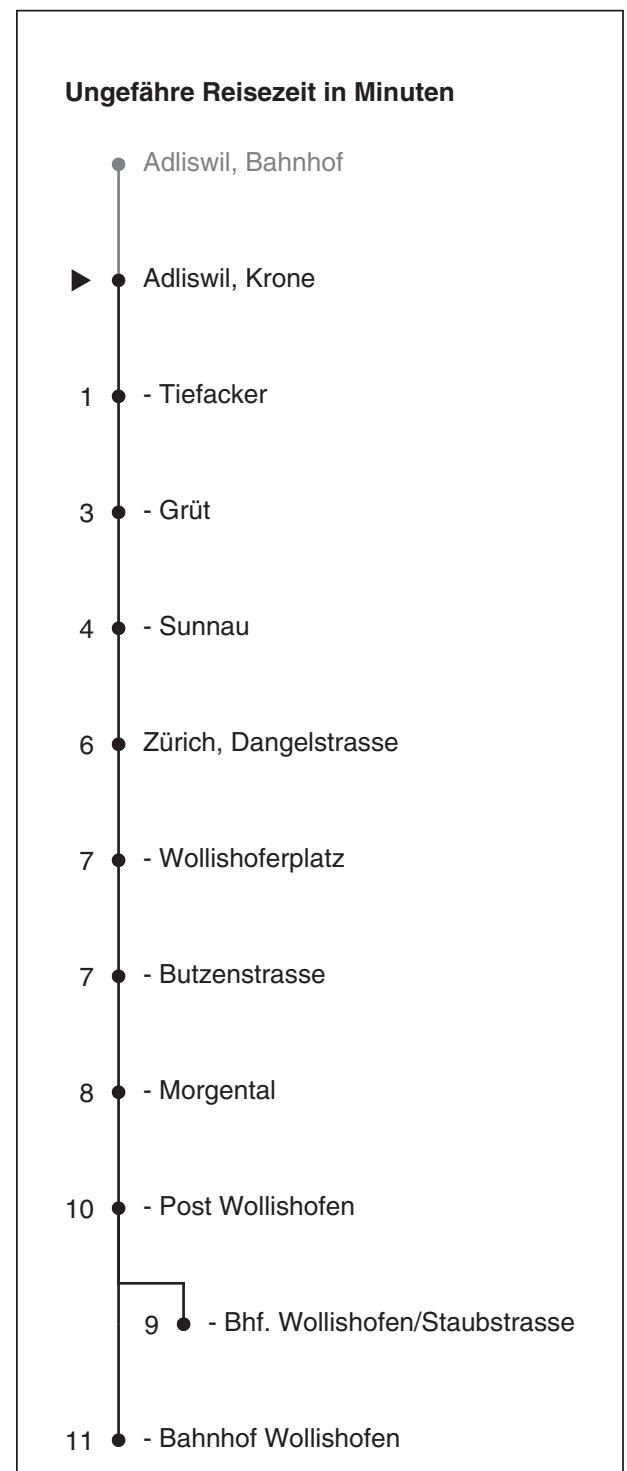 Ungefähre Reisezeit in Minuten
Adliswil, Bahnhof
Adliswil, Krone
1 - Tiefacker
3 - Grüt
4 - Sunnau
6 Zürich, Dangelstrasse
7 - Wollishoferplatz
7 - Butzenstrasse
8 - Morgental
10 - Post Wollishofen
9 - Bhf. Wollishofen/Staubstrasse
11 - Bahnhof Wollishofen